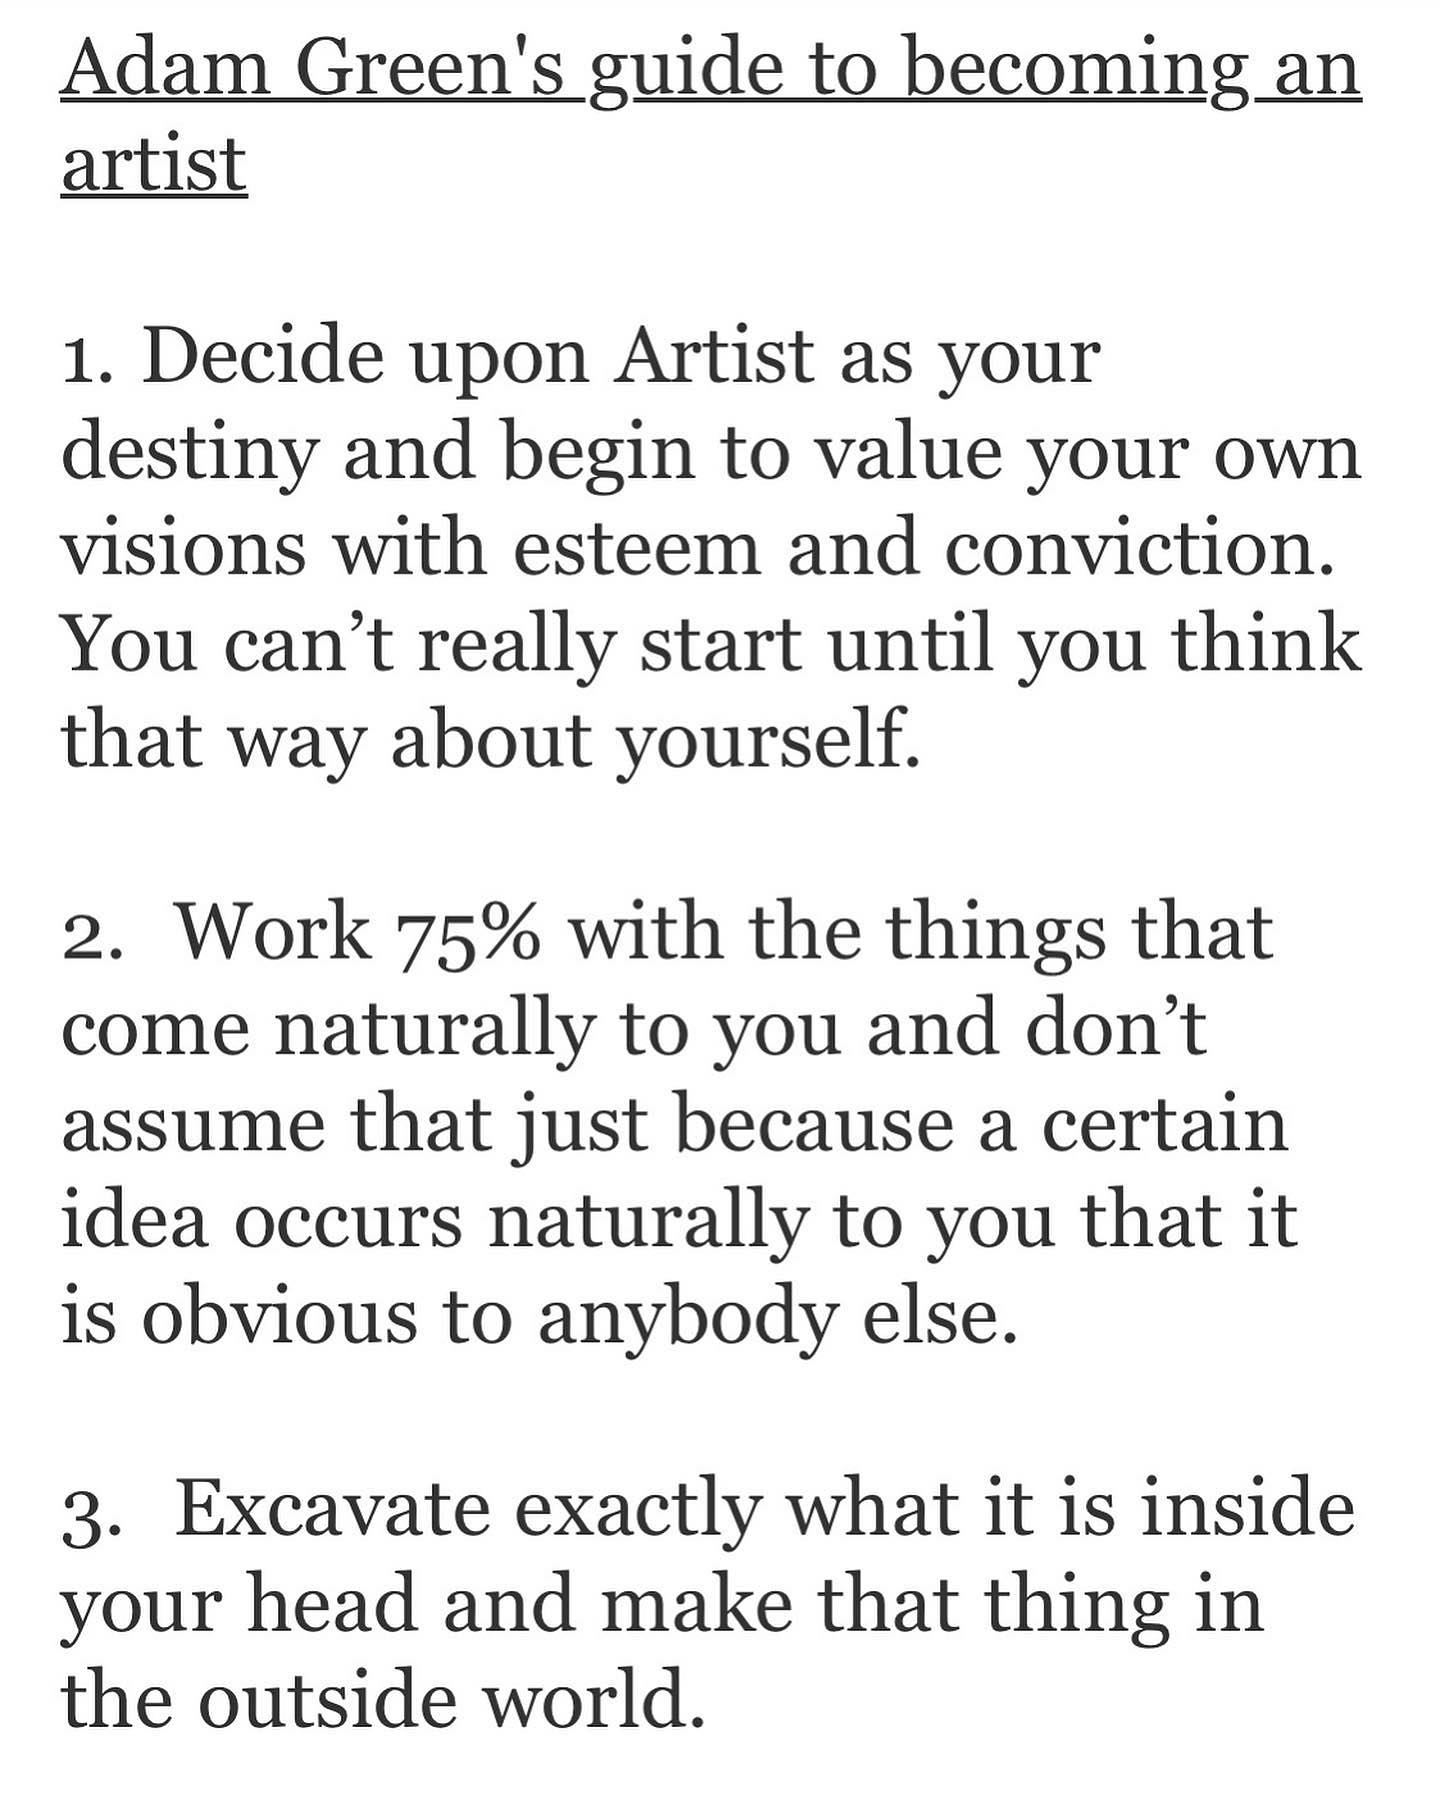 Adam Green's guide to becoming an
artist
1. Decide upon Artist as your
destiny and begin to value your own
visions with esteem and conviction.
You can’t really start until you think
that way about yourself.
2. Work 75% with the things that
come naturally to you and don’t
assume that just because a certain
idea occurs naturally to you that it
is obvious to anybody else.
3. Excavate exactly what it is inside
your head and make that thing in
the outside world.